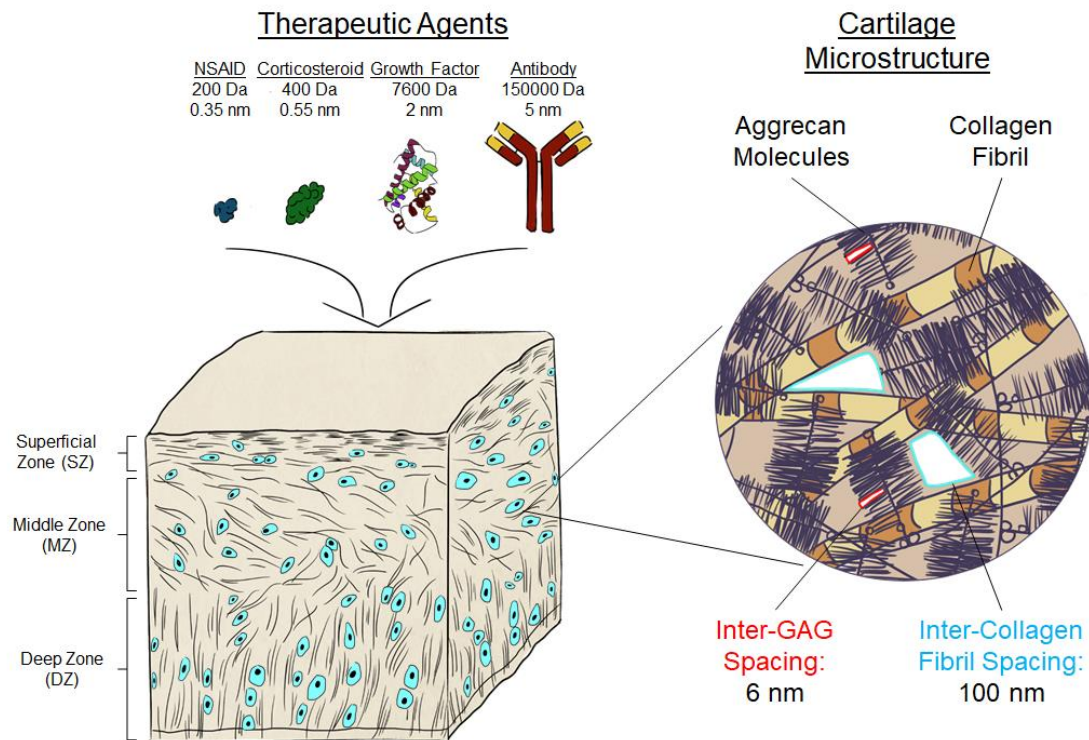 Therapeutic Agents
NSAID
200 Da
0.35 nm
Corticosteroid
400 Da
0.55 nm
Growth Factor
7600 Da
2 nm
Antibody
150000 Da
5 nm
Superficial
Zone (SZ)
Middle Zone
(MZ)
Deep Zone
(DZ)
Cartilage
Microstructure
Aggrecan
Molecules
Collagen
Fibril
Inter-GAG
Spacing:
6 nm
Inter-Collagen
Fibril Spacing:
100 nm